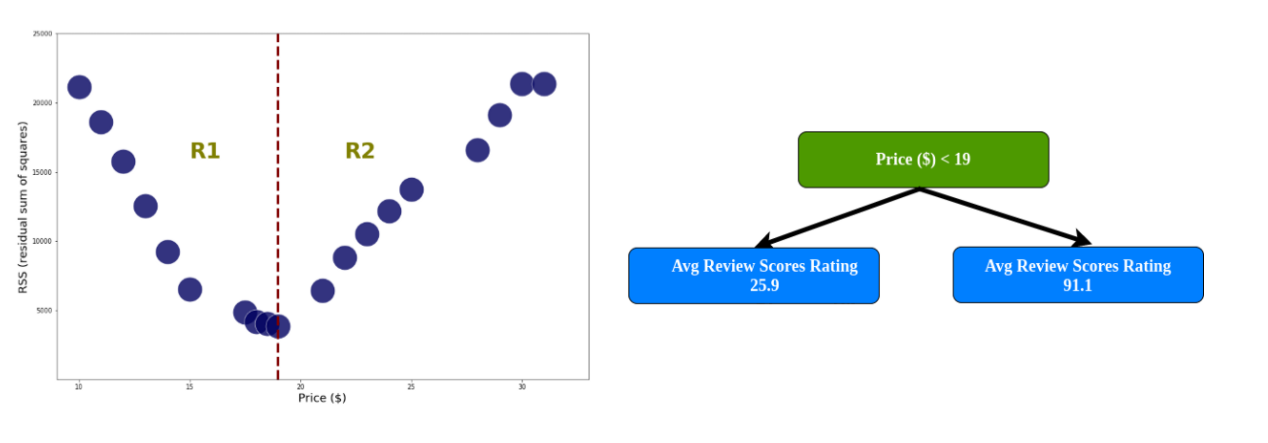 25000
20000
15000
10000
5000
RSS (residual sum of squares)
R1
R2
10
15
20
25
30
Price ($)
Price ($) < 19
Avg Review Scores Rating
25.9
Avg Review Scores Rating
91.1